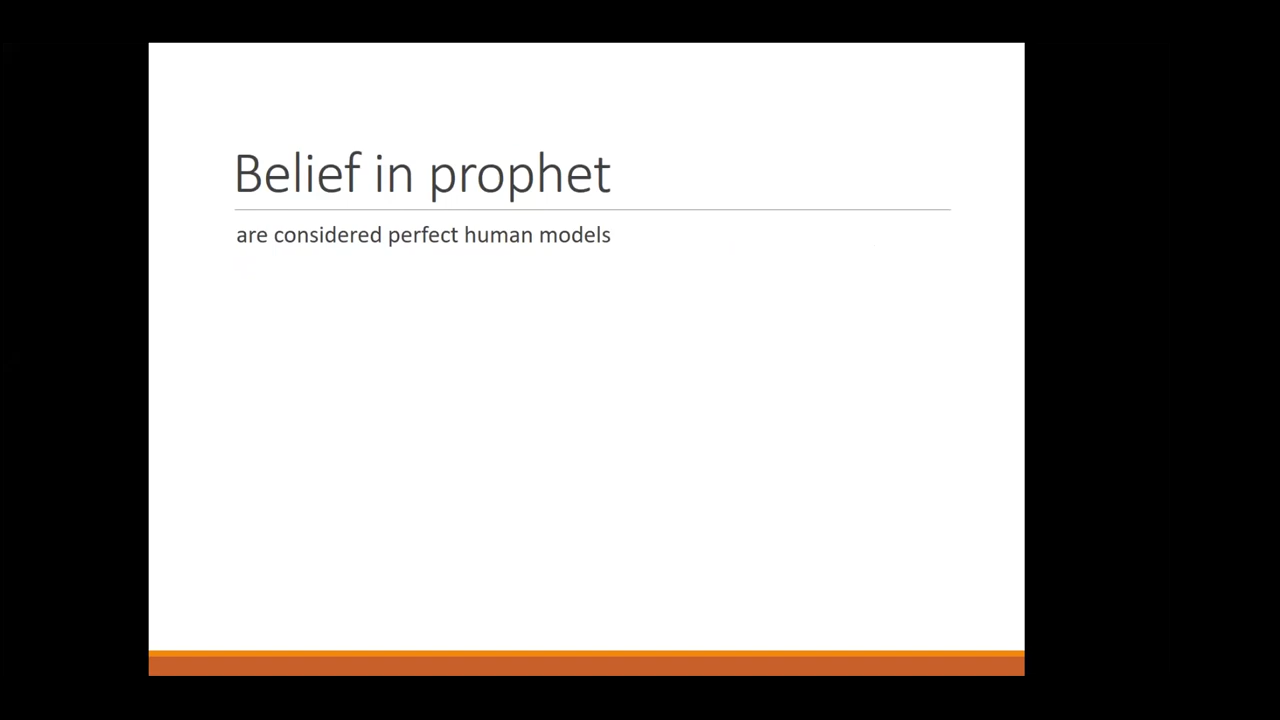 Belief in prophet
are considered perfect human models